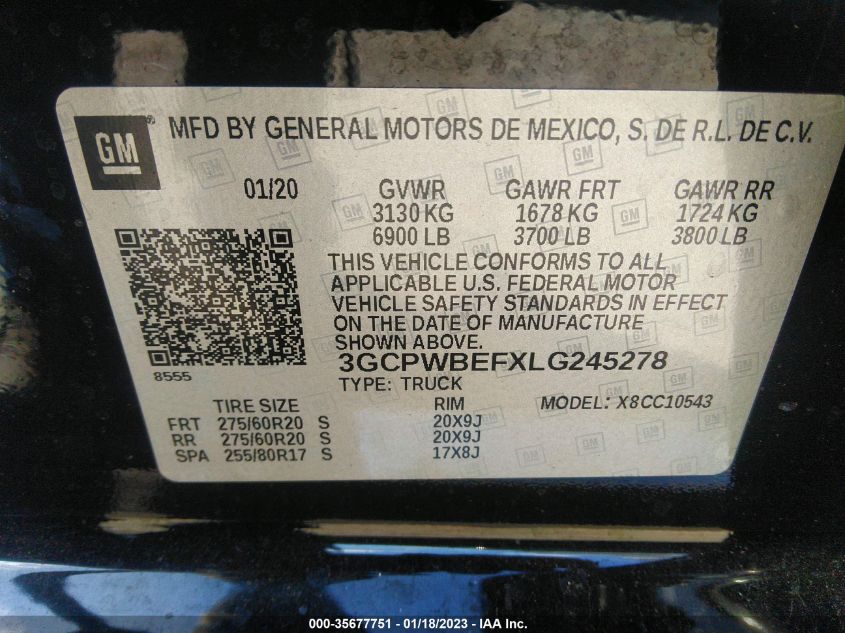 GM
MFD BY GENERAL MOTORS DE MEXICO, S. DE R.L. DE C.V.
01/20 GVWR GAWR FRT GAWR RR
3130 KG 1678 KG 1724 KG
6900 LB 3700 LB 3800 LB
THIS VEHICLE CONFORMS TO ALL
APPLICABLE U.S. FEDERAL MOTOR
VEHICLE SAFETY STANDARDS IN EFFECT
ON THE DATE OF MANUFACTURE
SHOWN ABOVE.
8555
3GCPWBEFXLG245278
TYPE: TRUCK
TIRE SIZE RIM MODEL: X8CC10543
FRT 275/60R20 S 20X9J
RR 275/60R20 S 20X9J
SPA 255/80R17 S 17X8J
000-35677751 - 01/18/2023 - IAA Inc.